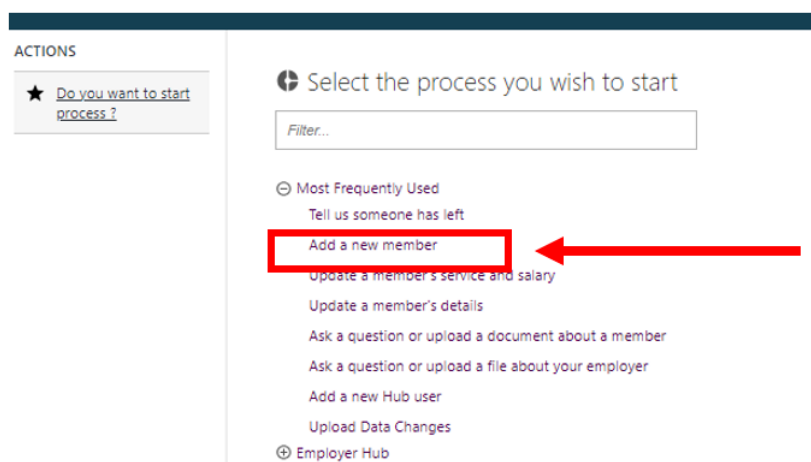 ACTIONS
Do you want to start
process ?
Select the process you wish to start
Filter...
Most Frequently Used
Tell us someone has left
Add a new member
Update a member's service and salary
Update a member's details
Ask a question or upload a document about a member
Ask a question or upload a file about your employer
Add a new Hub user
Upload Data Changes
Employer Hub